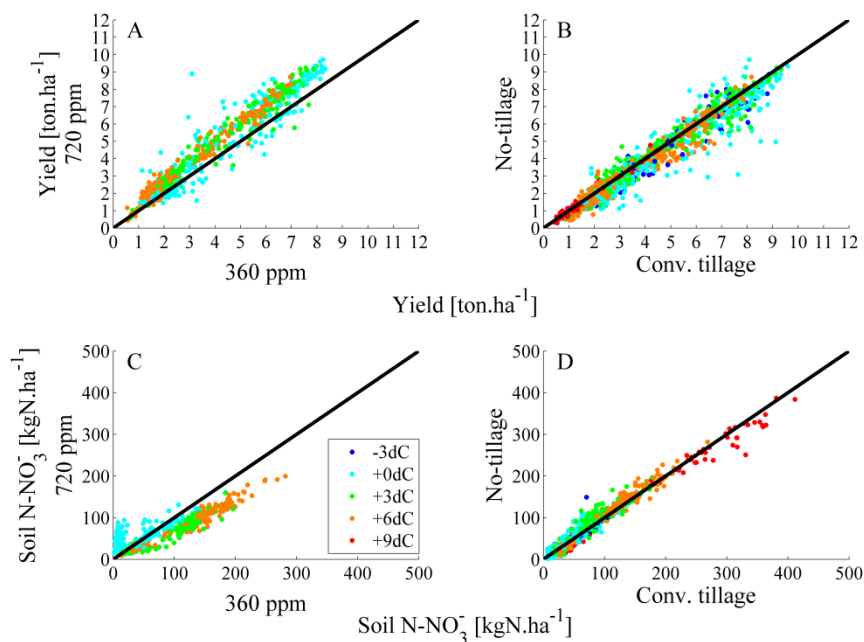 A
12
11
10
9
8
7
6
5
4
3
2
1
0
0 1 2 3 4 5 6 7 8 9 10 11 12
Yield [ton.ha⁻¹]
720 ppm
360 ppm
B
12
11
10
9
8
7
6
5
4
3
2
1
0
0 1 2 3 4 5 6 7 8 9 10 11 12
No-tillage
Conv. tillage
Yield [ton.ha⁻¹]
C
500
400
300
200
100
0
0 100 200 300 400 500
Soil N-NO₃⁻ [kgN.ha⁻¹]
720 ppm
360 ppm
-3dC
+0dC
+3dC
+6dC
+9dC
D
500
400
300
200
100
0
0 100 200 300 400 500
No-tillage
Conv. tillage
Soil N-NO₃⁻ [kgN.ha⁻¹]